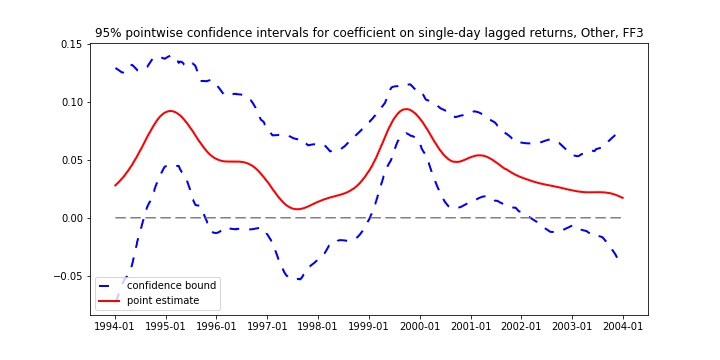 95% pointwise confidence intervals for coefficient on single-day lagged returns, Other, FF3
0.15
0.10
0.05
0.00
−0.05
confidence bound
point estimate
1994-01 1995-01 1996-01 1997-01 1998-01 1999-01 2000-01 2001-01 2002-01 2003-01 2004-01